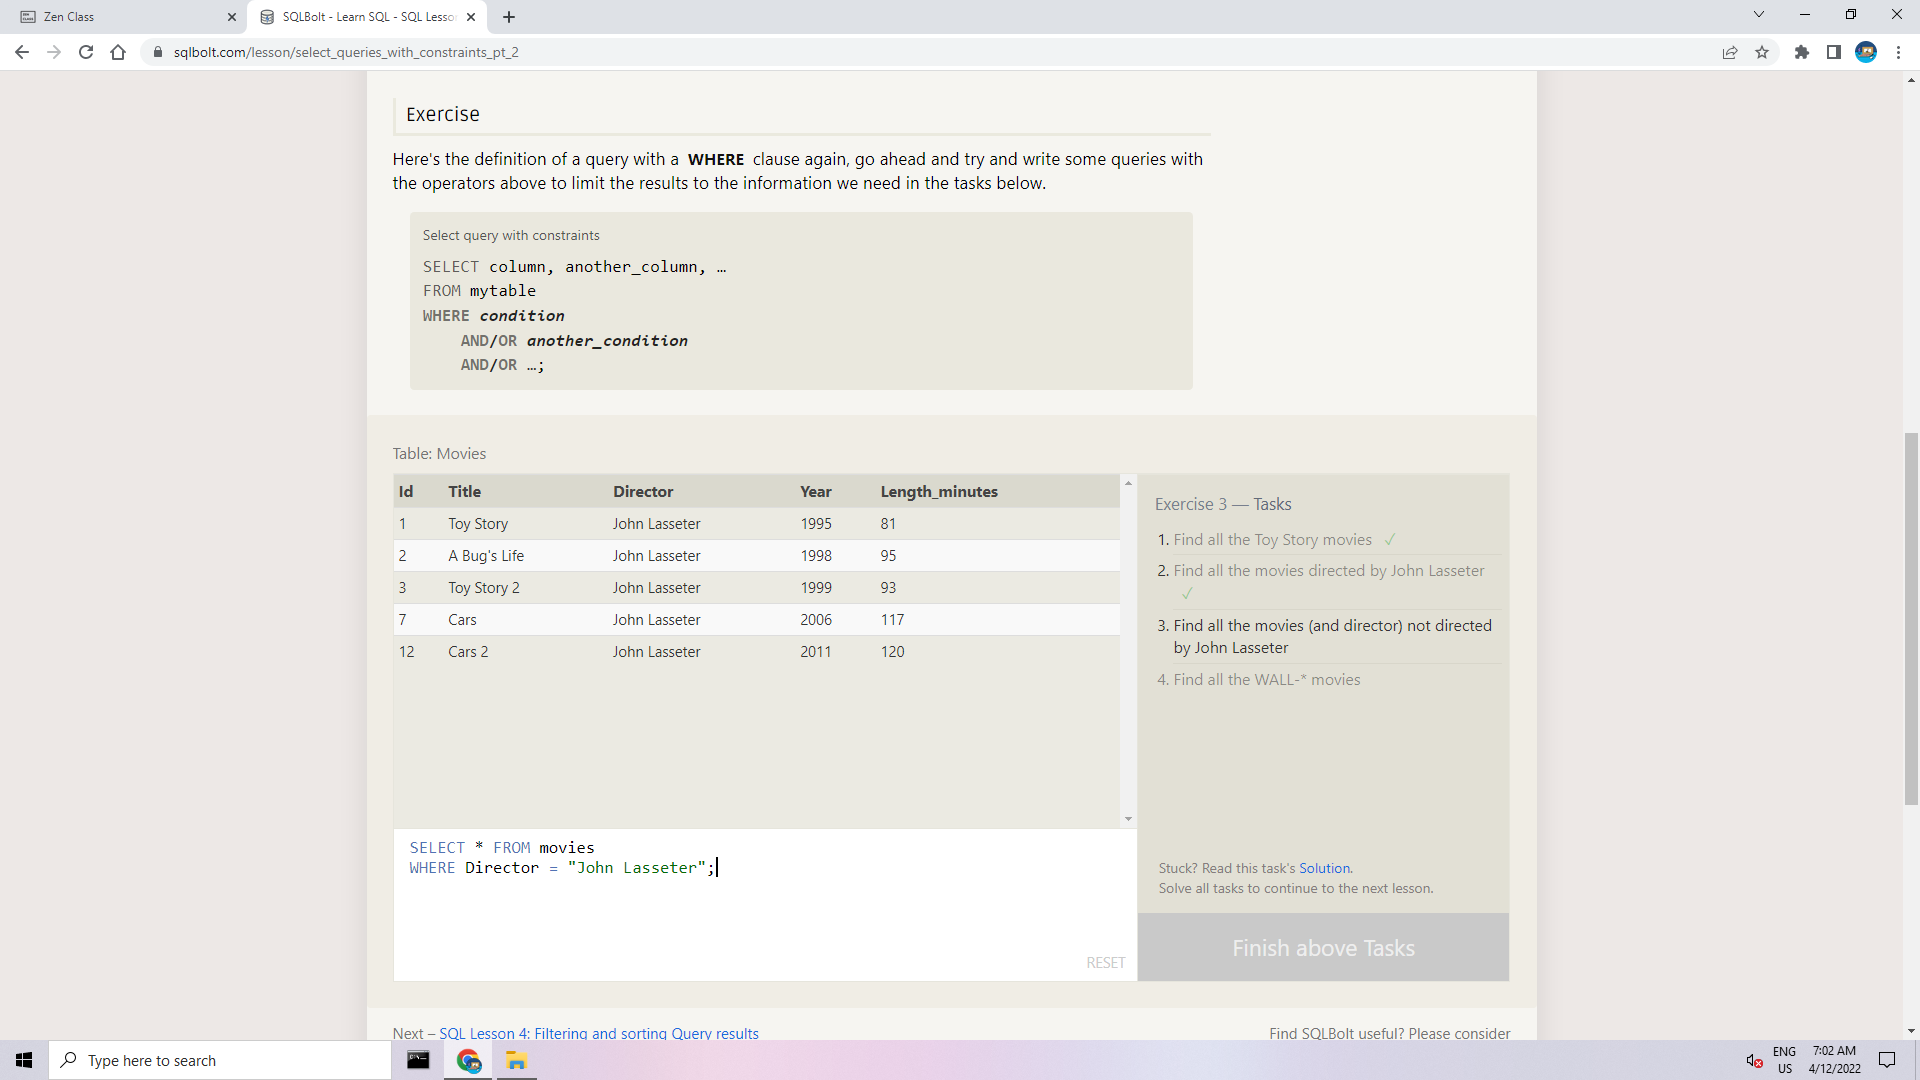 Zen Class
SQLBolt - Learn SQL - SQL Lesso
sqlbolt.com/lesson/select_queries_with_constraints_pt_2
Exercise
Here's the definition of a query with a WHERE clause again, go ahead and try and write some queries with
the operators above to limit the results to the information we need in the tasks below.
Select query with constraints
SELECT column, another_column, …
FROM mytable
WHERE condition
AND/OR another_condition
AND/OR …;
Table: Movies
Id Title Director Year Length_minutes
1 Toy Story John Lasseter 1995 81
2 A Bug's Life John Lasseter 1998 95
3 Toy Story 2 John Lasseter 1999 93
7 Cars John Lasseter 2006 117
12 Cars 2 John Lasseter 2011 120
SELECT * FROM movies
WHERE Director = "John Lasseter";
RESET
Exercise 3 — Tasks
1. Find all the Toy Story movies ✓
2. Find all the movies directed by John Lasseter
✓
3. Find all the movies (and director) not directed
by John Lasseter
4. Find all the WALL-* movies
Stuck? Read this task's Solution.
Solve all tasks to continue to the next lesson.
Finish above Tasks
Next – SQL Lesson 4: Filtering and sorting Query results
Find SQLBolt useful? Please consider
Type here to search
ENG
US
7:02 AM
4/12/2022